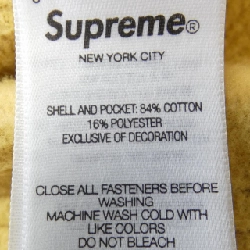 Supreme®
NEW YORK CITY
SHELL AND POCKET: 84% COTTON
16% POLYESTER
EXCLUSIVE OF DECORATION
CLOSE ALL FASTENERS BEFORE
WASHING
MACHINE WASH COLD WITH
LIKE COLORS
DO NOT BLEACH